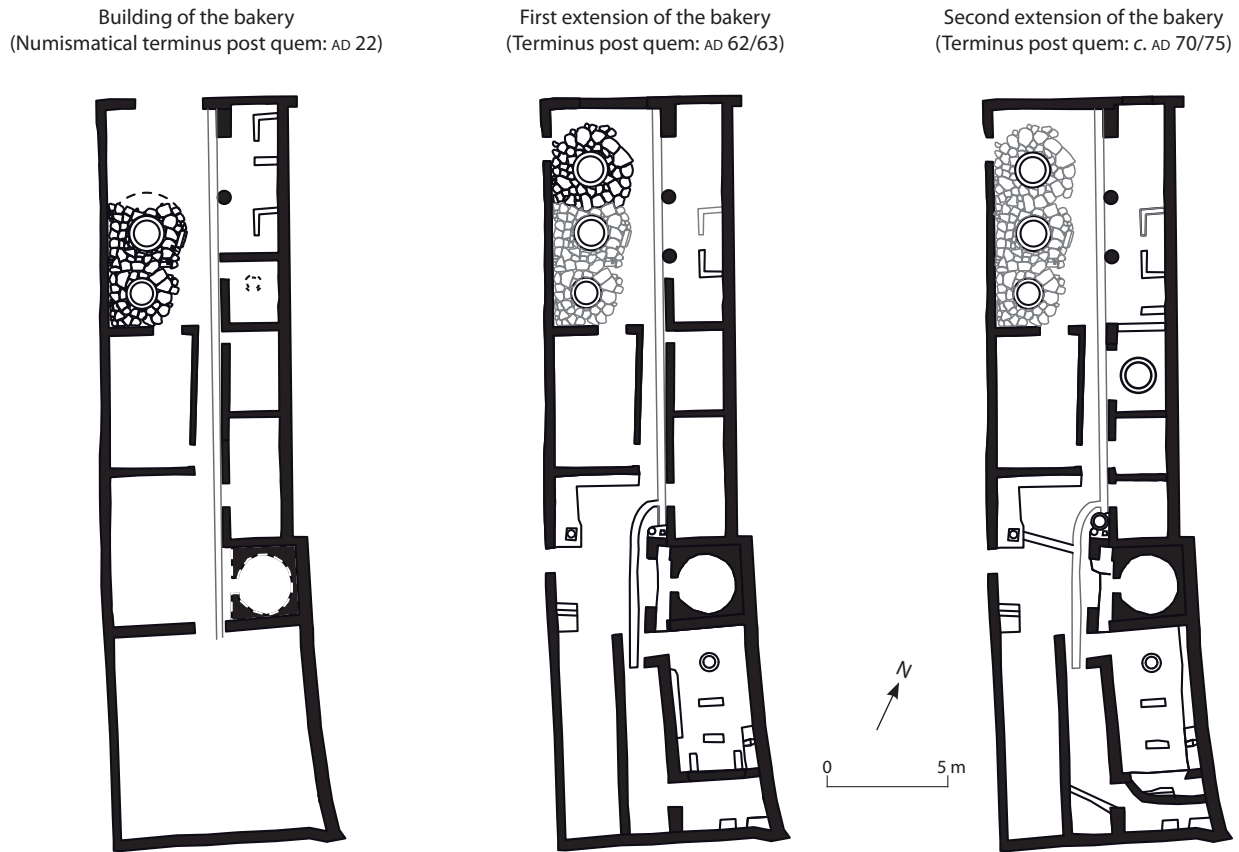 Building of the bakery
(Numismatical terminus post quem: AD 22)
First extension of the bakery
(Terminus post quem: AD 62/63)
Second extension of the bakery
(Terminus post quem: c. AD 70/75)
N
0 5 m